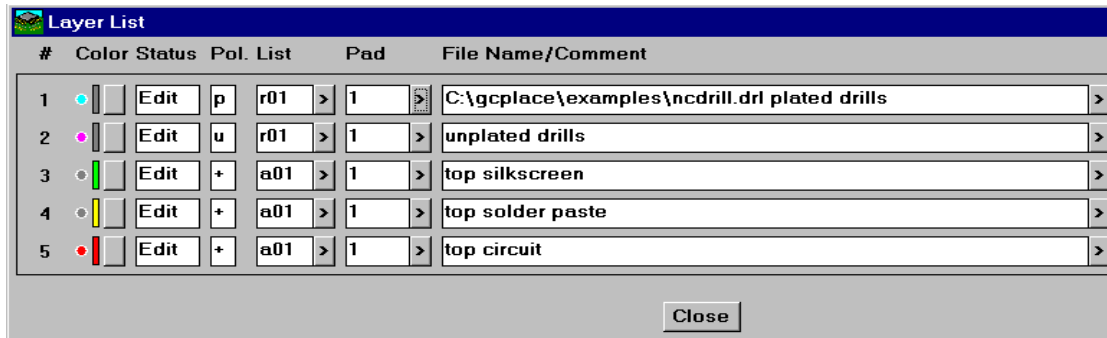 Layer List
# Color Status Pol. List Pad File Name/Comment
1 Edit p r01 > 1 > C:\gcplace\examples\ncdrill.drl plated drills >
2 Edit u r01 > 1 > unplated drills >
3 Edit + a01 > 1 > top silkscreen >
4 Edit + a01 > 1 > top solder paste >
5 Edit + a01 > 1 > top circuit >
Close